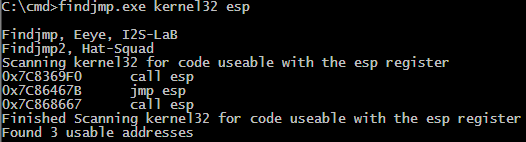 C:\cmd>findjmp.exe kernel32 esp
Findjmp, Eeye, I2S-LaB
Findjmp2, Hat-Squad
Scanning kernel32 for code useable with the esp register
0x7C8369F0 call esp
0x7C86467B jmp esp
0x7C868667 call esp
Finished Scanning kernel32 for code useable with the esp register
Found 3 usable addresses